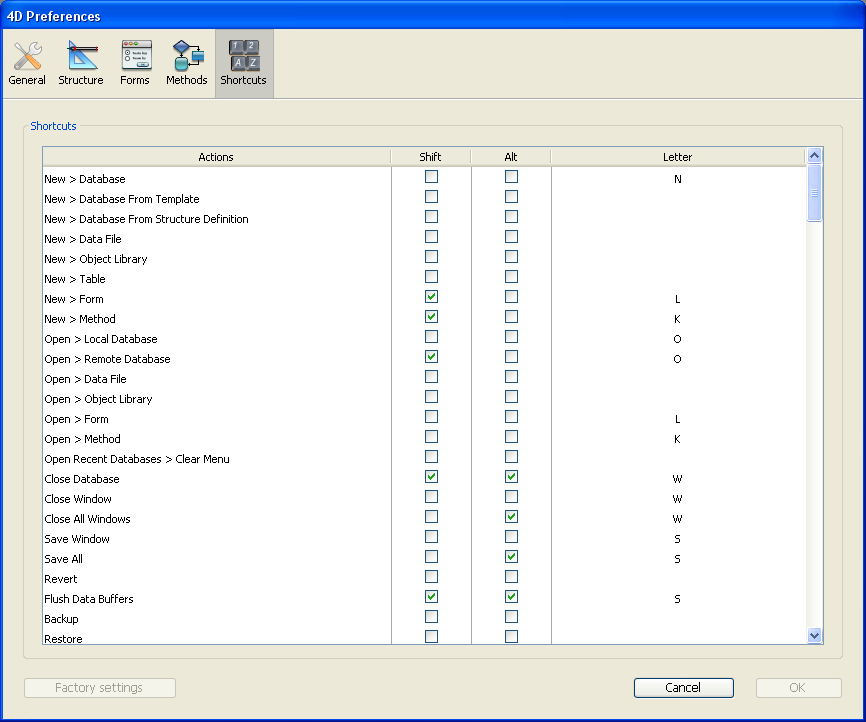 4D Preferences
General Structure Forms Methods Shortcuts
Shortcuts
Actions Shift Alt Letter
New > Database N
New > Database From Template
New > Database From Structure Definition
New > Data File
New > Object Library
New > Table
New > Form L
New > Method K
Open > Local Database O
Open > Remote Database O
Open > Data File
Open > Object Library
Open > Form L
Open > Method K
Open Recent Databases > Clear Menu
Close Database W
Close Window W
Close All Windows W
Save Window S
Save All S
Revert
Flush Data Buffers S
Backup
Restore
Factory settings Cancel OK